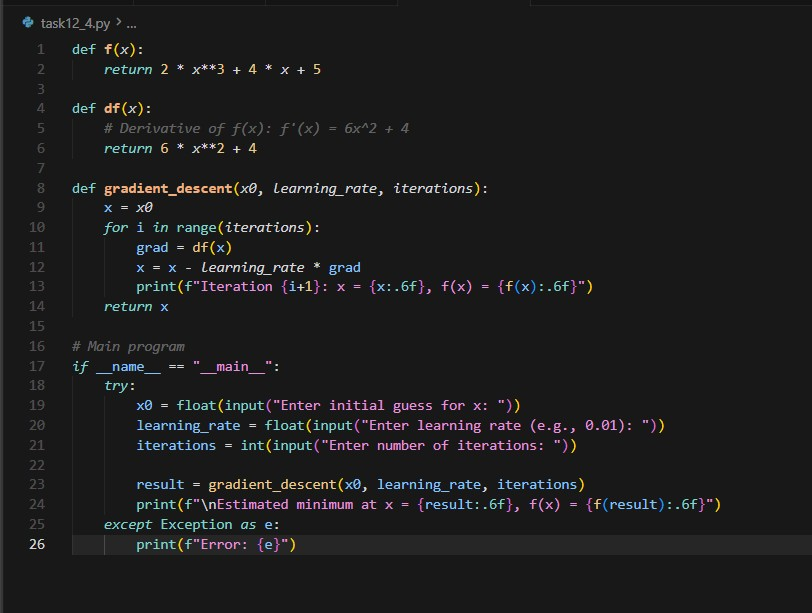 task12_4.py > ...
1 def f(x):
2     return 2 * x**3 + 4 * x + 5
3
4 def df(x):
5     # Derivative of f(x): f'(x) = 6x^2 + 4
6     return 6 * x**2 + 4
7
8 def gradient_descent(x0, learning_rate, iterations):
9     x = x0
10     for i in range(iterations):
11         grad = df(x)
12         x = x - learning_rate * grad
13         print(f"Iteration {i+1}: x = {x:.6f}, f(x) = {f(x):.6f}")
14     return x
15
16 # Main program
17 if __name__ == "__main__":
18     try:
19         x0 = float(input("Enter initial guess for x: "))
20         learning_rate = float(input("Enter learning rate (e.g., 0.01): "))
21         iterations = int(input("Enter number of iterations: "))
22
23         result = gradient_descent(x0, learning_rate, iterations)
24         print(f"\nEstimated minimum at x = {result:.6f}, f(x) = {f(result):.6f}")
25     except Exception as e:
26         print(f"Error: {e}")